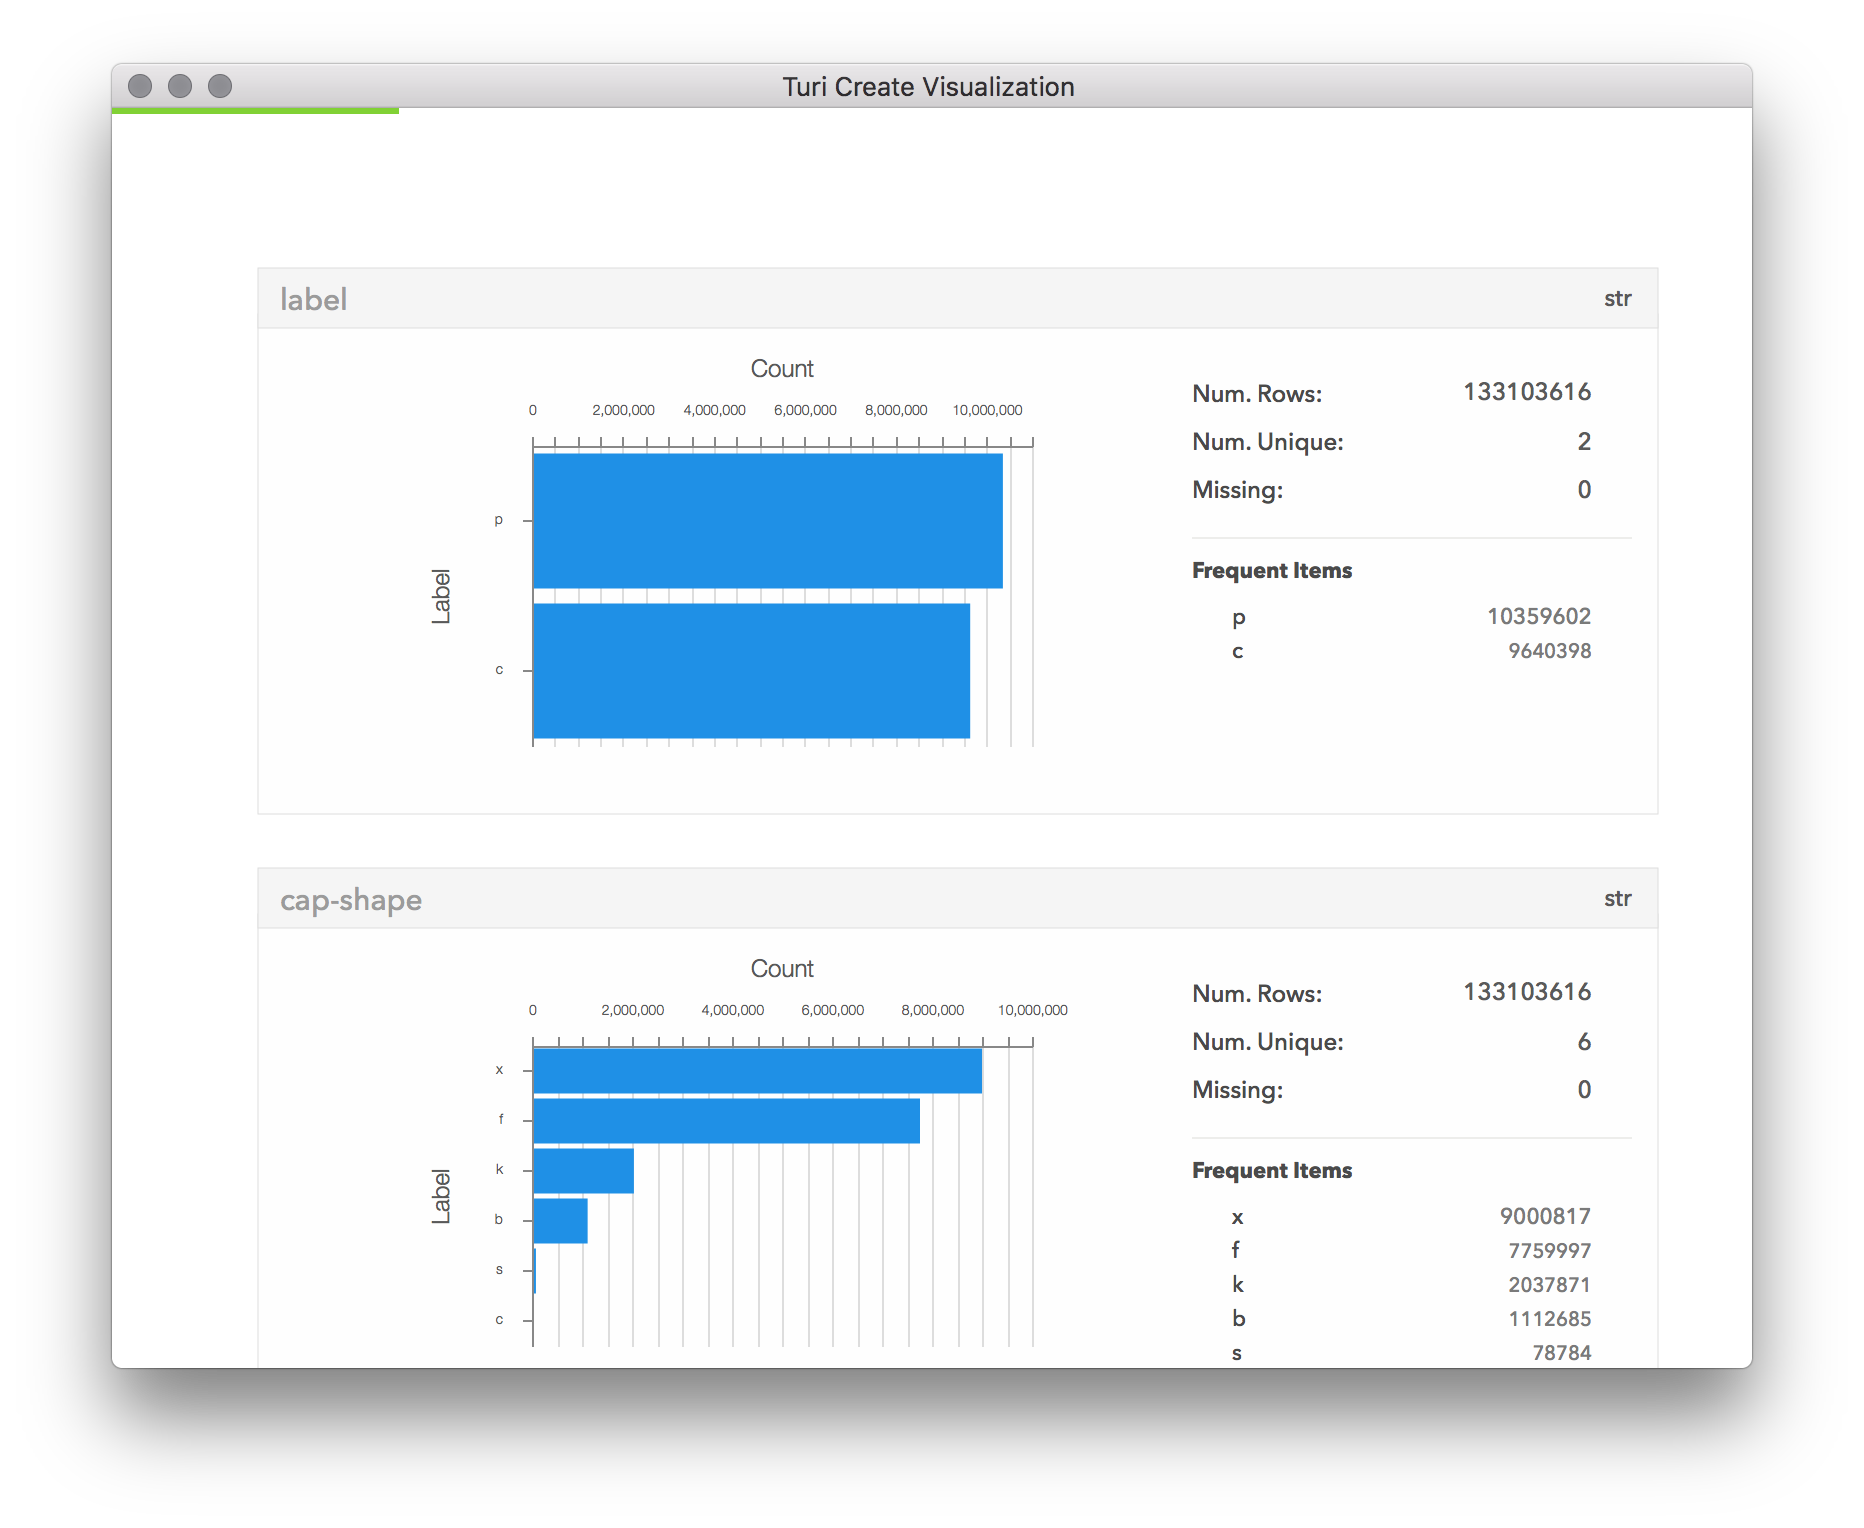 Turi Create Visualization
label
str
Count
0 2,000,000 4,000,000 6,000,000 8,000,000 10,000,000
p
c
Label
Num. Rows: 133103616
Num. Unique: 2
Missing: 0
Frequent Items
p 10359602
c 9640398
cap-shape
str
Count
0 2,000,000 4,000,000 6,000,000 8,000,000 10,000,000
x
f
k
b
s
c
Label
Num. Rows: 133103616
Num. Unique: 6
Missing: 0
Frequent Items
x 9000817
f 7759997
k 2037871
b 1112685
s 78784